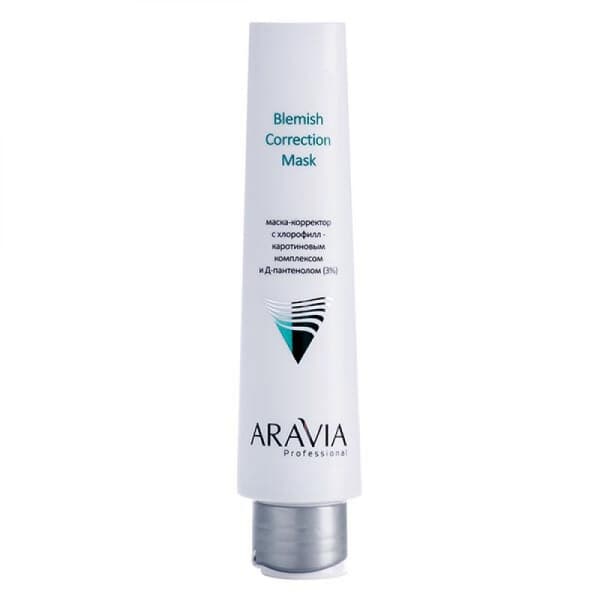 Blemish
Correction
Mask
маска-корректор
с хлорофилл -
каротиновым
комплексом
и Д-пантенолом (3%)
ARAVIA
Professional